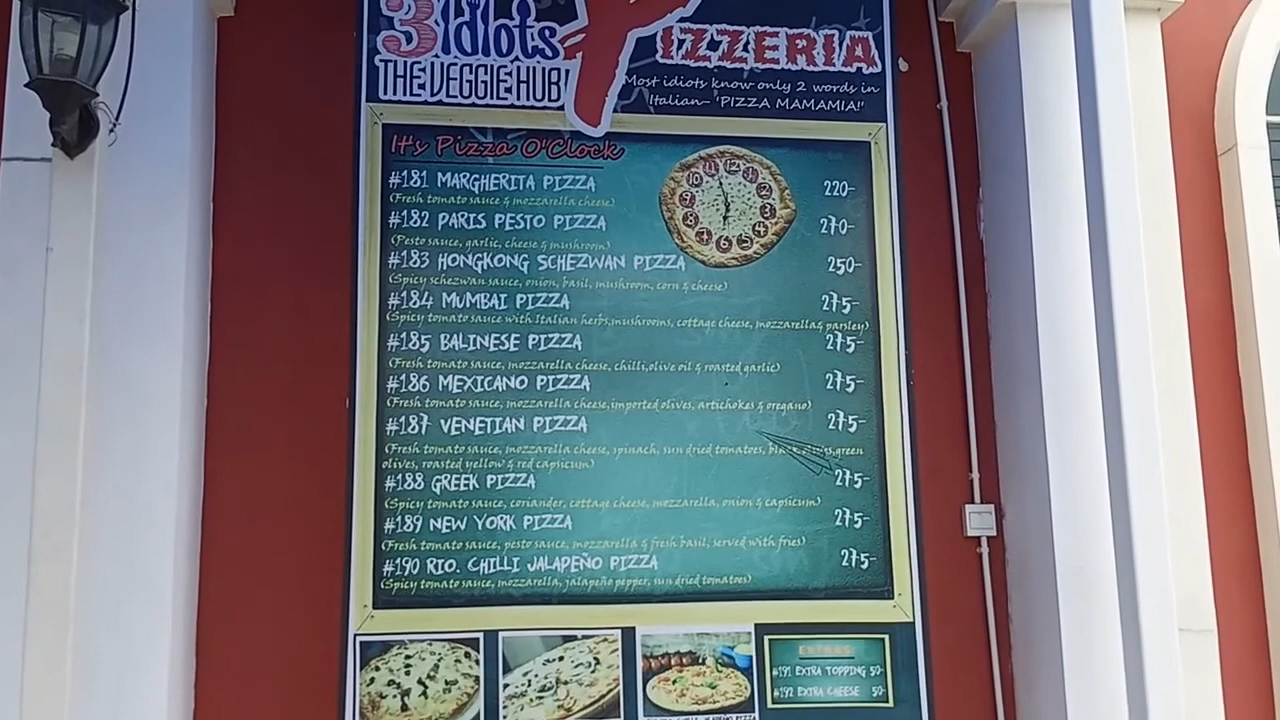 3 Idiots
THE VEGGIE HUB!
PIZZERIA
Most idiots know only 2 words in
Italian- 'PIZZA MAMAMIA!'
It's Pizza O'Clock
#181 MARGHERITA PIZZA 220-
(Fresh tomato sauce & mozzarella cheese)
#182 PARIS PESTO PIZZA 270-
(Pesto sauce, garlic, cheese & mushroom)
#183 HONGKONG SCHEZWAN PIZZA 250-
(Spicy schezwan sauce, onion, basil, mushroom, corn & cheese)
#184 MUMBAI PIZZA 275-
(Spicy tomato sauce with Italian herbs,mushrooms, cottage cheese, mozzarella& parsley)
#185 BALINESE PIZZA 275-
(Fresh tomato sauce, mozzarella cheese, chilli,olive oil & roasted garlic)
#186 MEXICANO PIZZA 275-
(Fresh tomato sauce, mozzarella cheese,imported olives, artichokes & oregano)
#187 VENETIAN PIZZA 275-
(Fresh tomato sauce, mozzarella cheese, spinach, sun dried tomatoes, black olives,green
olives, roasted yellow & red capsicum)
#188 GREEK PIZZA 275-
(Spicy tomato sauce, coriander, cottage cheese, mozzarella, onion & capsicum)
#189 NEW YORK PIZZA 275-
(Fresh tomato sauce, pesto sauce, mozzarella & fresh basil, served with fries)
#190 RIO. CHILLI JALAPEÑO PIZZA 275-
(Spicy tomato sauce, mozzarella, jalapeño pepper, sun dried tomatoes)
EXTRAS
#191 EXTRA TOPPING 50-
#192 EXTRA CHEESE 50-